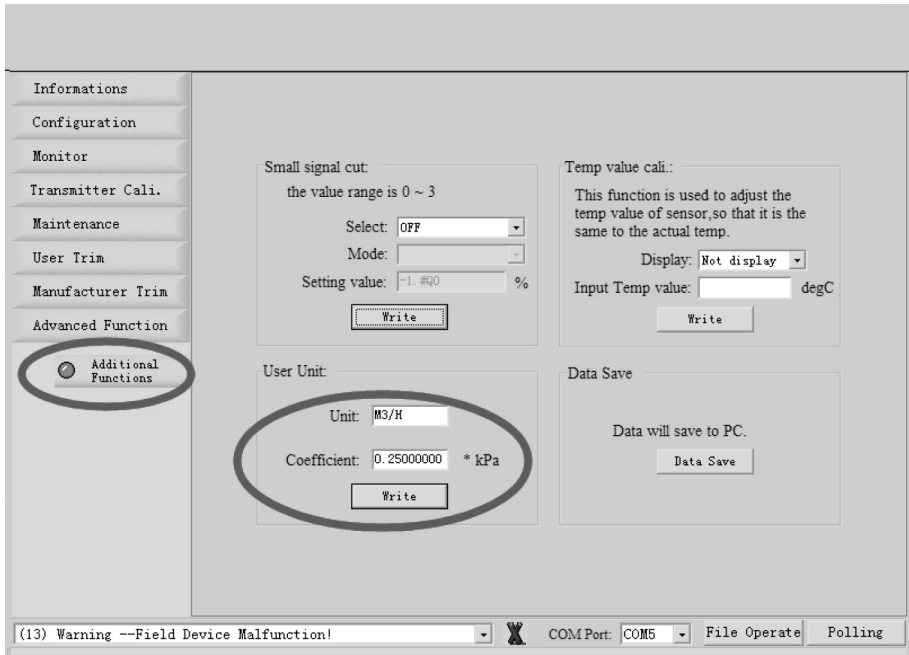 Informations
Configuration
Monitor
Transmitter Cali.
Maintenance
User Trim
Manufacturer Trim
Advanced Function
Additional
Functions
Small signal cut:
the value range is 0 ~ 3
Select: OFF
Mode:
Setting value: -1.#Q0 %
Write
Temp value cali.:
This function is used to adjust the
temp value of sensor,so that it is the
same to the actual temp.
Display: Not display
Input Temp value: degC
Write
User Unit:
Unit: M3/H
Coefficient: 0.25000000 * kPa
Write
Data Save
Data will save to PC.
Data Save
(13) Warning --Field Device Malfunction!
X COM Port: COM5 File Operate Polling